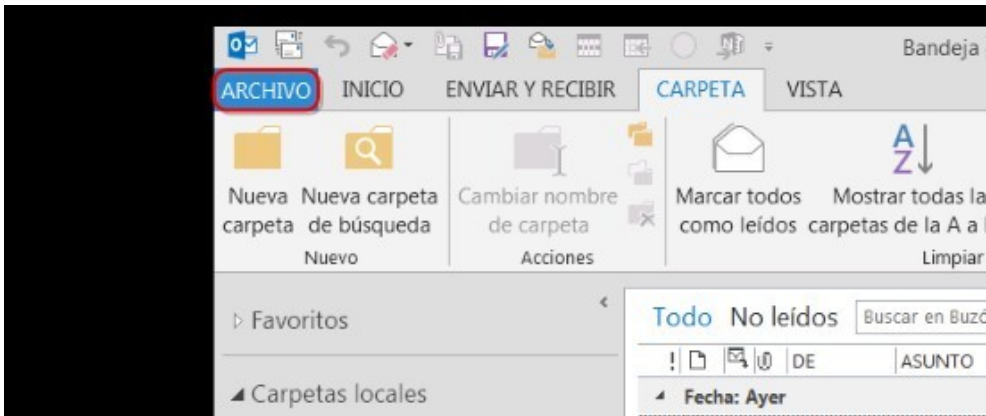 Bandeja
ARCHIVO INICIO ENVIAR Y RECIBIR CARPETA VISTA
Nueva Nueva carpeta Cambiar nombre Marcar todos Mostrar todas la
carpeta de búsqueda de carpeta como leídos carpetas de la A a
Nuevo Acciones Limpiar
Favoritos Todo No leídos Buscar en Buzó
! DE ASUNTO
Carpetas locales Fecha: Ayer